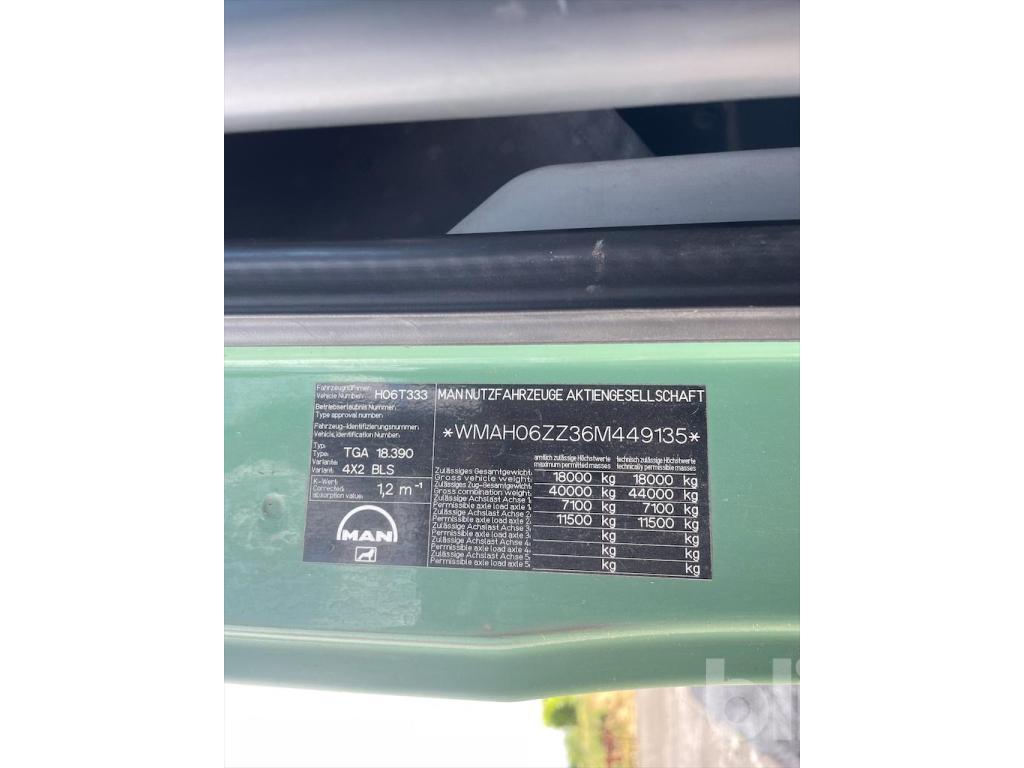 Fahrzeugnummer:
Vehicle Number: H06T333
Betriebserlaubnis Nummer:
Type approval number:
Fahrzeug-Identifizierungsnummer:
Vehicle Identification Number:
Typ:
Type: TGA 18.390
Variante:
Variant: 4X2 BLS
K-Wert:
Corrected absorption value: 1,2 m⁻¹
MAN
MAN NUTZFAHRZEUGE AKTIENGESELLSCHAFT
*WMAH06ZZ36M449135*
amtlich zulässige Höchstwerte technisch zulässige Höchstwerte
maximum permitted masses technically permissible masses
Zulässiges Gesamtgewicht:
Gross vehicle weight: 18000 kg 18000 kg
Zulässiges Zug-Gesamtgewicht:
Gross combination weight: 40000 kg 44000 kg
Zulässige Achslast Achse 1:
Permissible axle load axle 1: 7100 kg 7100 kg
Zulässige Achslast Achse 2:
Permissible axle load axle 2: 11500 kg 11500 kg
Zulässige Achslast Achse 3:
Permissible axle load axle 3: kg kg
Zulässige Achslast Achse 4:
Permissible axle load axle 4: kg kg
Zulässige Achslast Achse 5:
Permissible axle load axle 5: kg kg